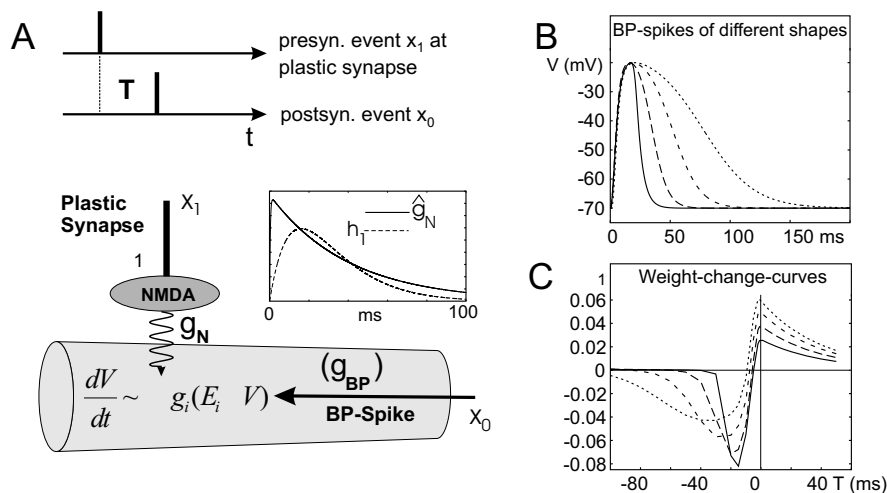 A
presyn. event x1 at
plastic synapse
T
postsyn. event x0
t
Plastic
Synapse
X1
1
NMDA
gN
ĝN
h1
0
ms
100
(gBP)
dV
dt
~ gi(Ei V)
BP-Spike
X0
B
BP-spikes of different shapes
V (mV)
-30
-40
-50
-60
-70
0
50
100
150 ms
C
Weight-change-curves
1
0.06
0.04
0.02
0
-0.02
-0.04
-0.06
-0.08
-80
-40
0
40 T (ms)